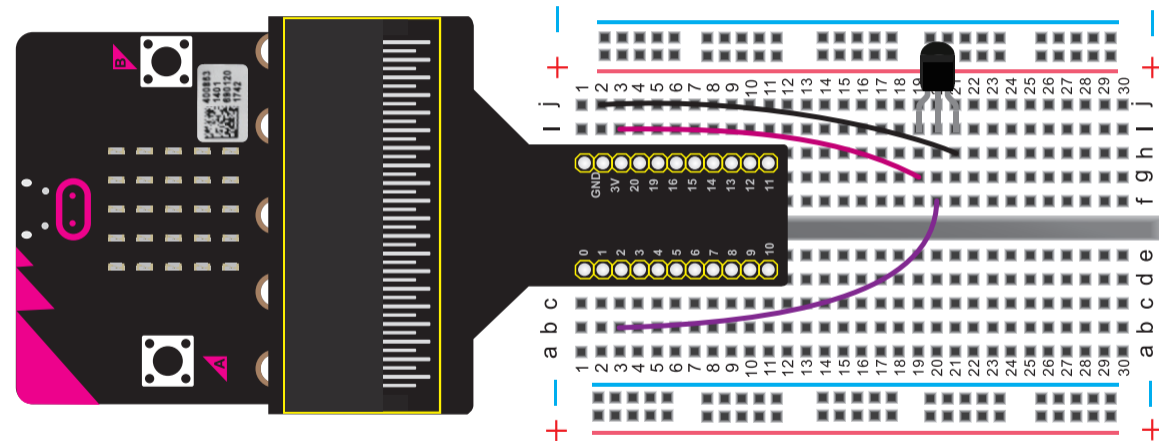 B
4008863
1401
690120
1742
A
GND 3V 20 19 16 15 14 13 12 11
0 1 2 3 4 5 6 7 8 9 10
− −
+ +
1 2 3 4 5 6 7 8 9 10 11 12 13 14 15 16 17 18 19 20 21 22 23 24 25 26 27 28 29 30
j j
I I
h
g
f
e
d
c c
b b
a a
1 2 3 4 5 6 7 8 9 10 11 12 13 14 15 16 17 18 19 20 21 22 23 24 25 26 27 28 29 30
− −
+ +